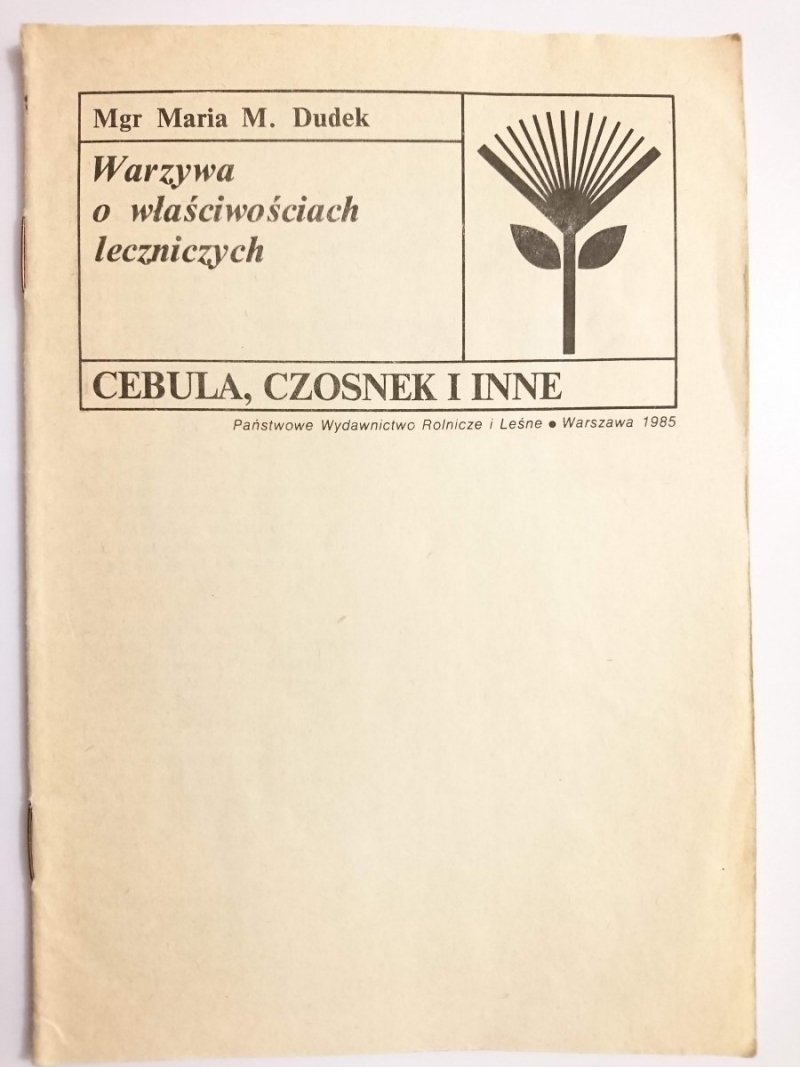 Mgr Maria M. Dudek
Warzywa
o właściwościach
leczniczych
CEBULA, CZOSNEK I INNE
Państwowe Wydawnictwo Rolnicze i Leśne ● Warszawa 1985